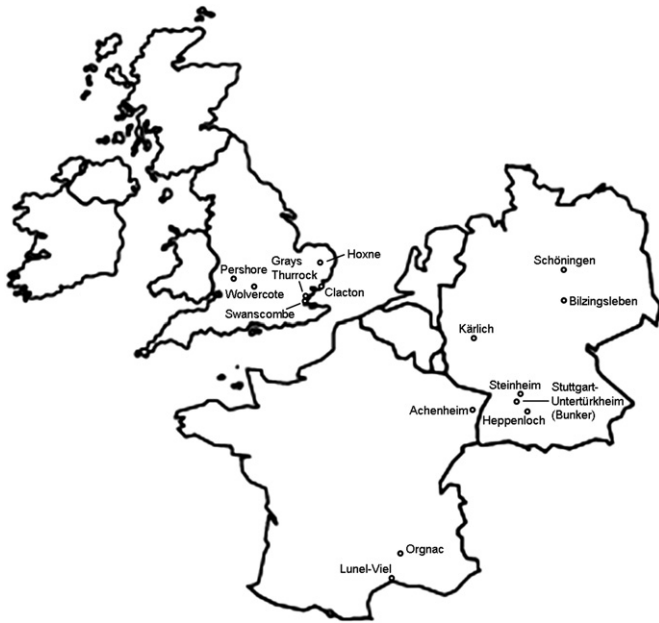 Hoxne
Grays
Thurrock
Pershore
Clacton
Wolvercote
Swanscombe
Schöningen
Bilzingsleben
Kärlich
Steinheim
Stuttgart-
Untertürkheim
(Bunker)
Achenheim
Heppenloch
Orgnac
Lunel-Viel